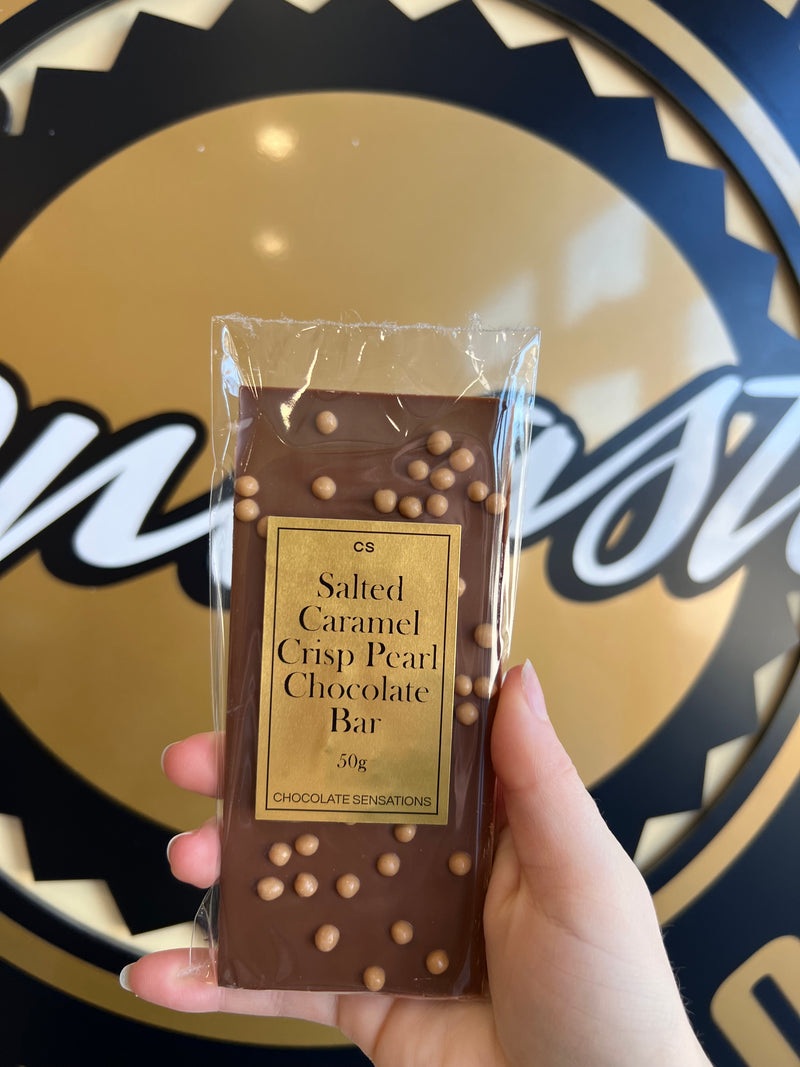 CS
Salted
Caramel
Crisp Pearl
Chocolate
Bar
50g
CHOCOLATE SENSATIONS